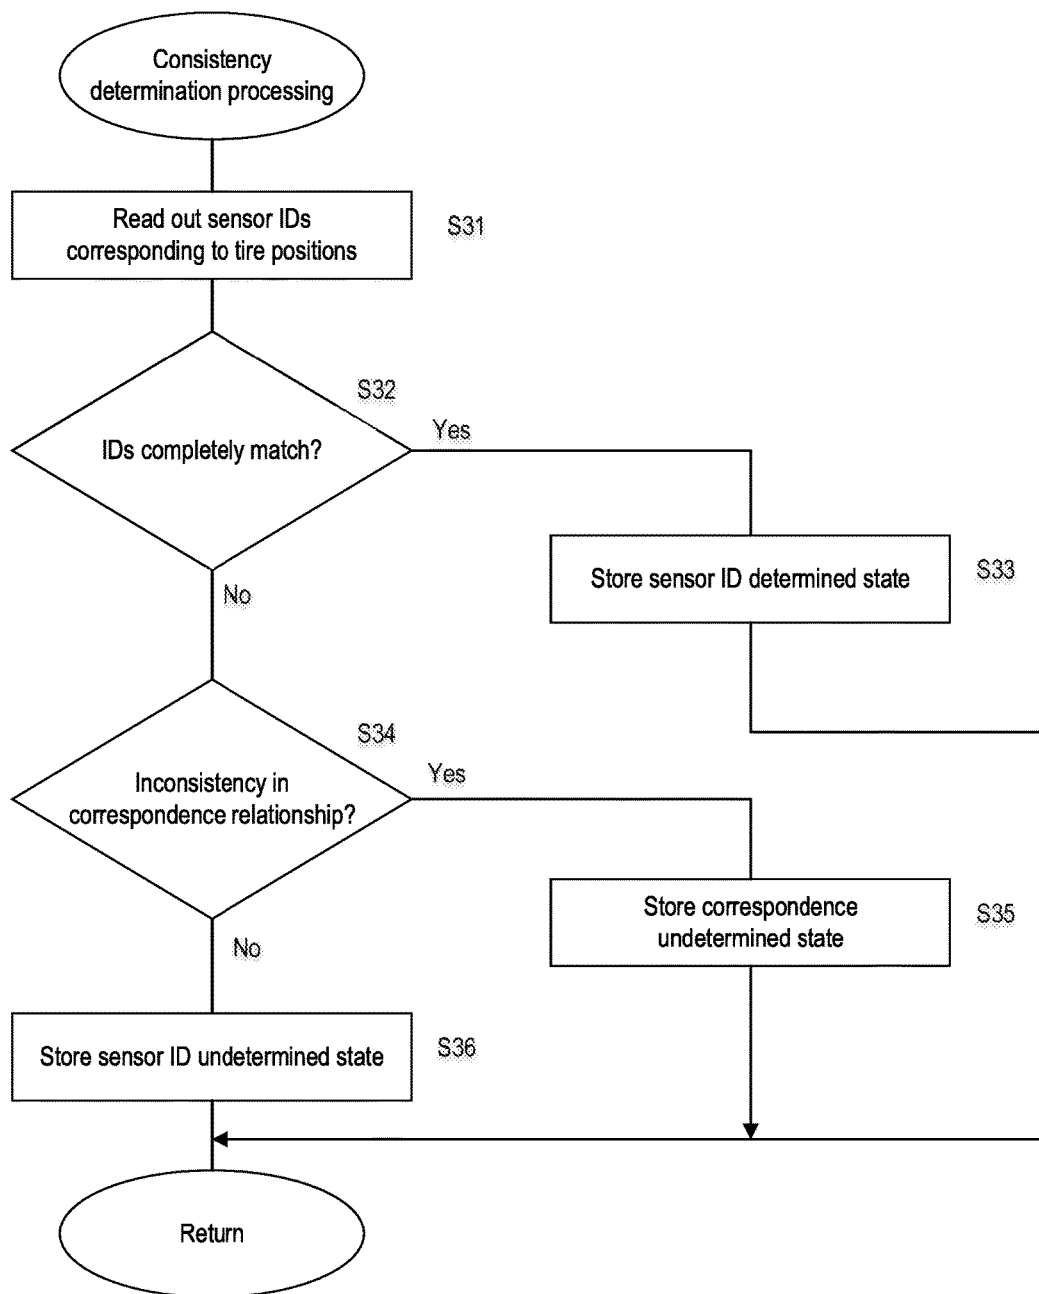 Consistency
determination processing
Read out sensor IDs
corresponding to tire positions
S31
S32
IDs completely match?
Yes
No
Store sensor ID determined state
S33
S34
Inconsistency in
correspondence relationship?
Yes
No
Store correspondence
undetermined state
S35
Store sensor ID undetermined state
S36
Return